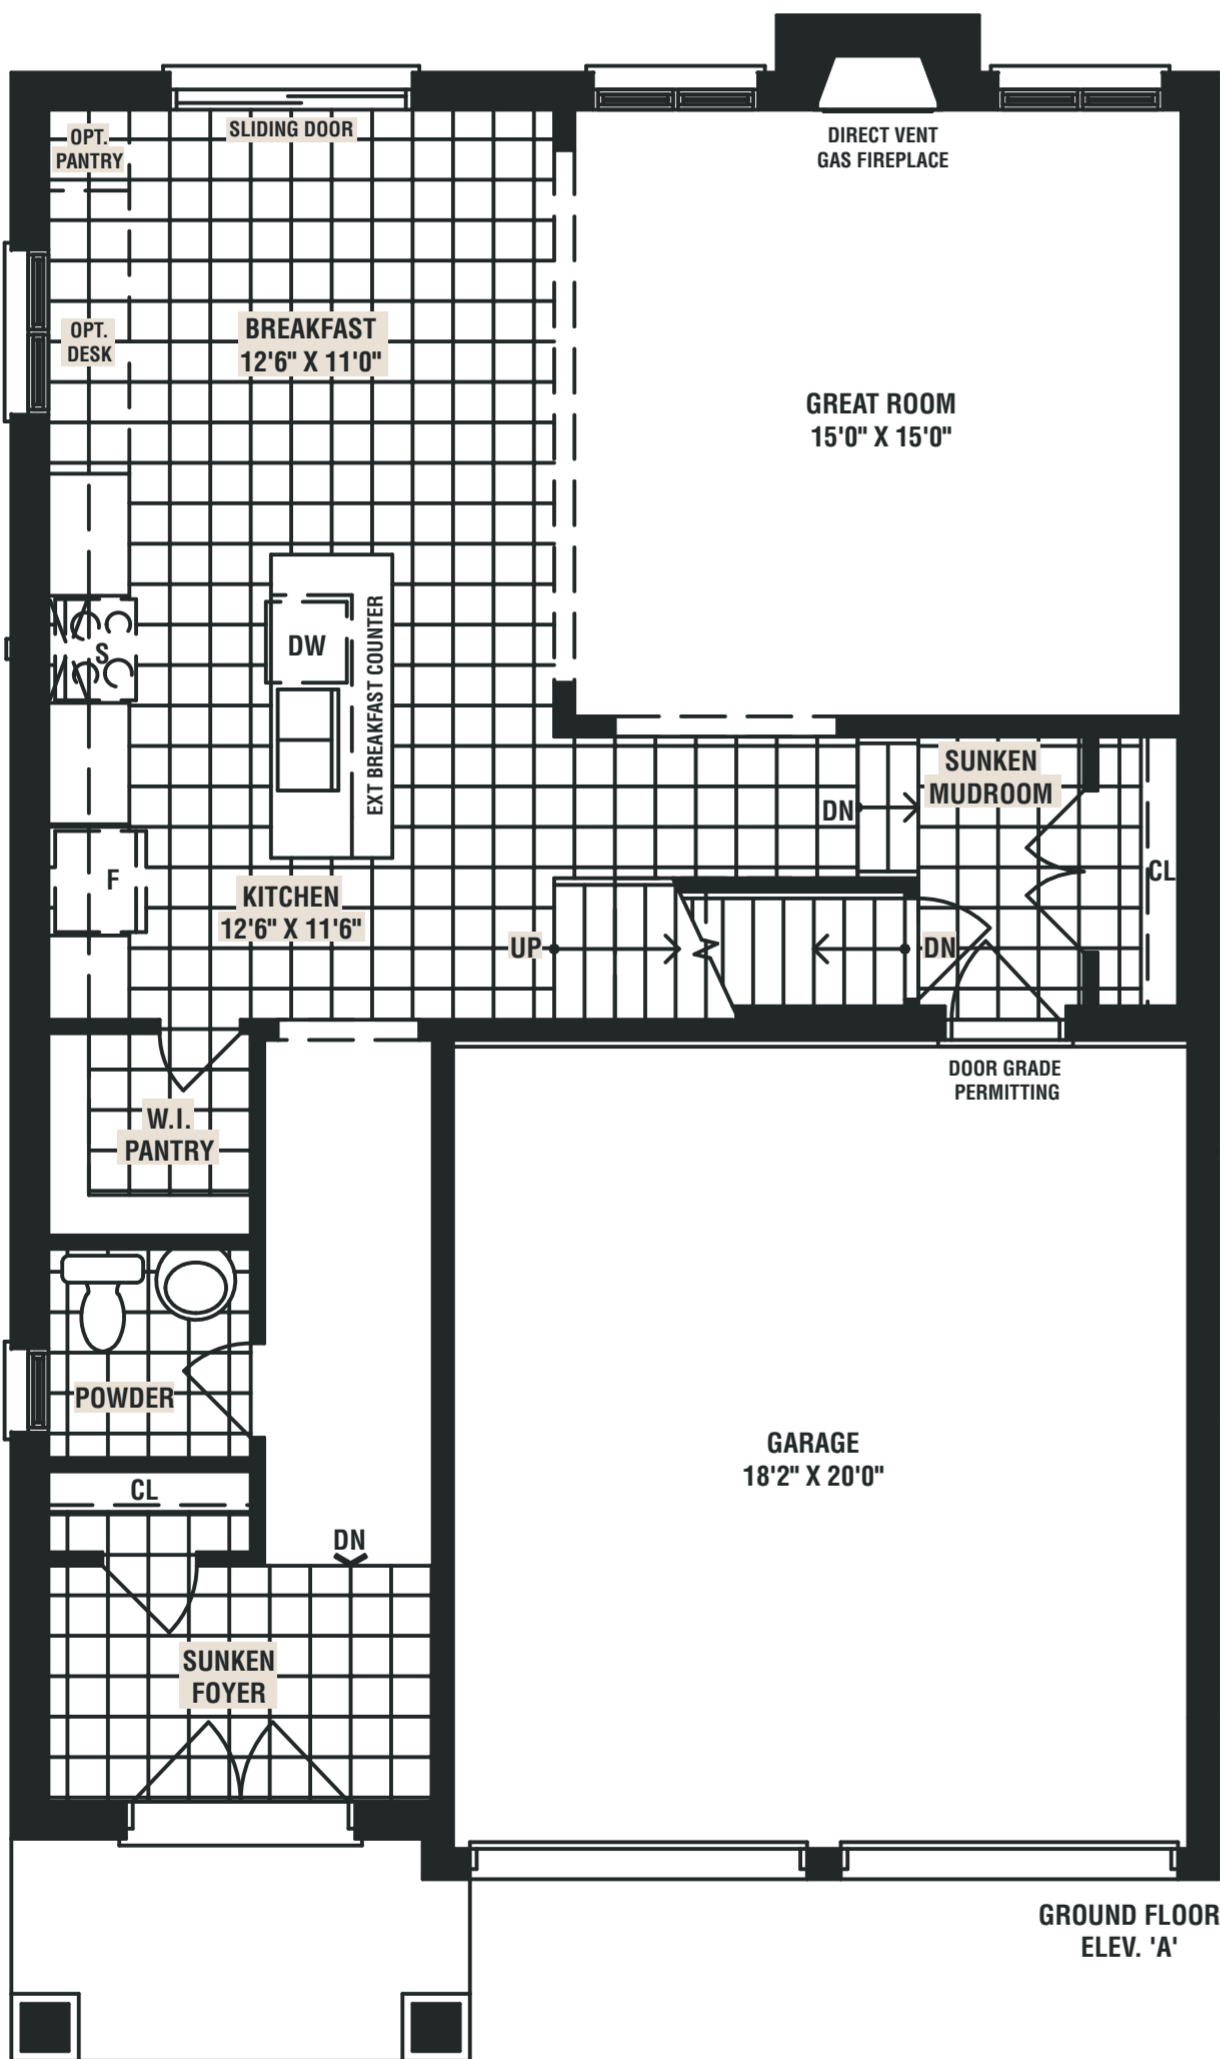 SLIDING DOOR
OPT.
PANTRY
DIRECT VENT
GAS FIREPLACE
OPT.
DESK
BREAKFAST
12'6" X 11'0"
GREAT ROOM
15'0" X 15'0"
S
DW
EXT BREAKFAST COUNTER
F
KITCHEN
12'6" X 11'6"
SUNKEN
MUDROOM
DN
CL
UP
DN
DOOR GRADE
PERMITTING
W.I.
PANTRY
POWDER
CL
GARAGE
18'2" X 20'0"
DN
SUNKEN
FOYER
GROUND FLOOR
ELEV. 'A'